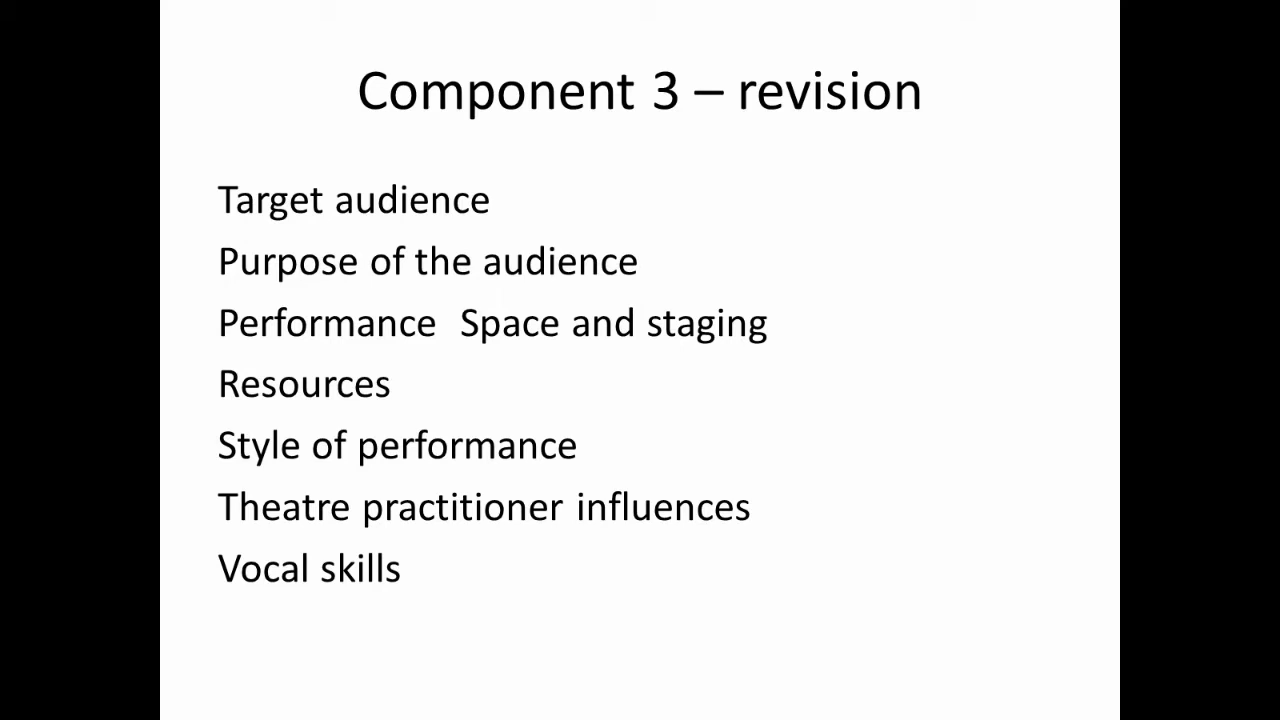 Component 3 – revision
Target audience
Purpose of the audience
Performance  Space and staging
Resources
Style of performance
Theatre practitioner influences
Vocal skills